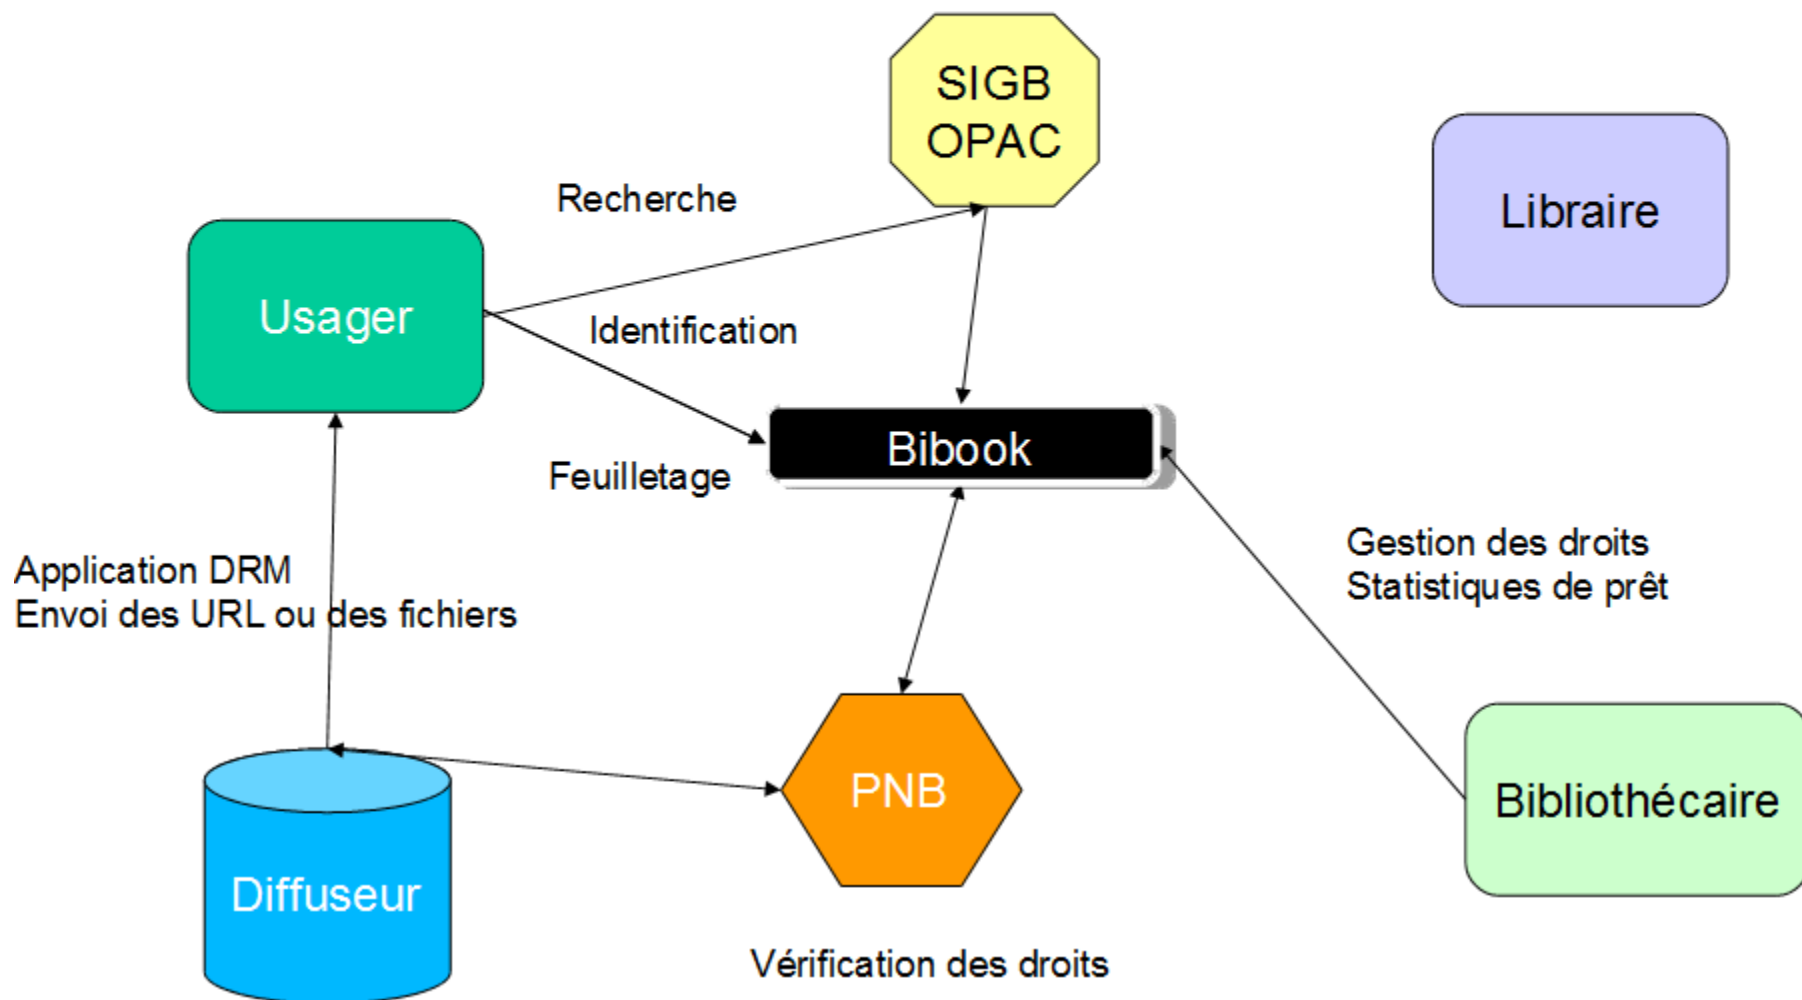 SIGB
OPAC
Libraire
Recherche
Usager
Identification
Bibook
Feuilletage
Gestion des droits
Statistiques de prêt
Application DRM
Envoi des URL ou des fichiers
PNB
Bibliothécaire
Diffuseur
Vérification des droits